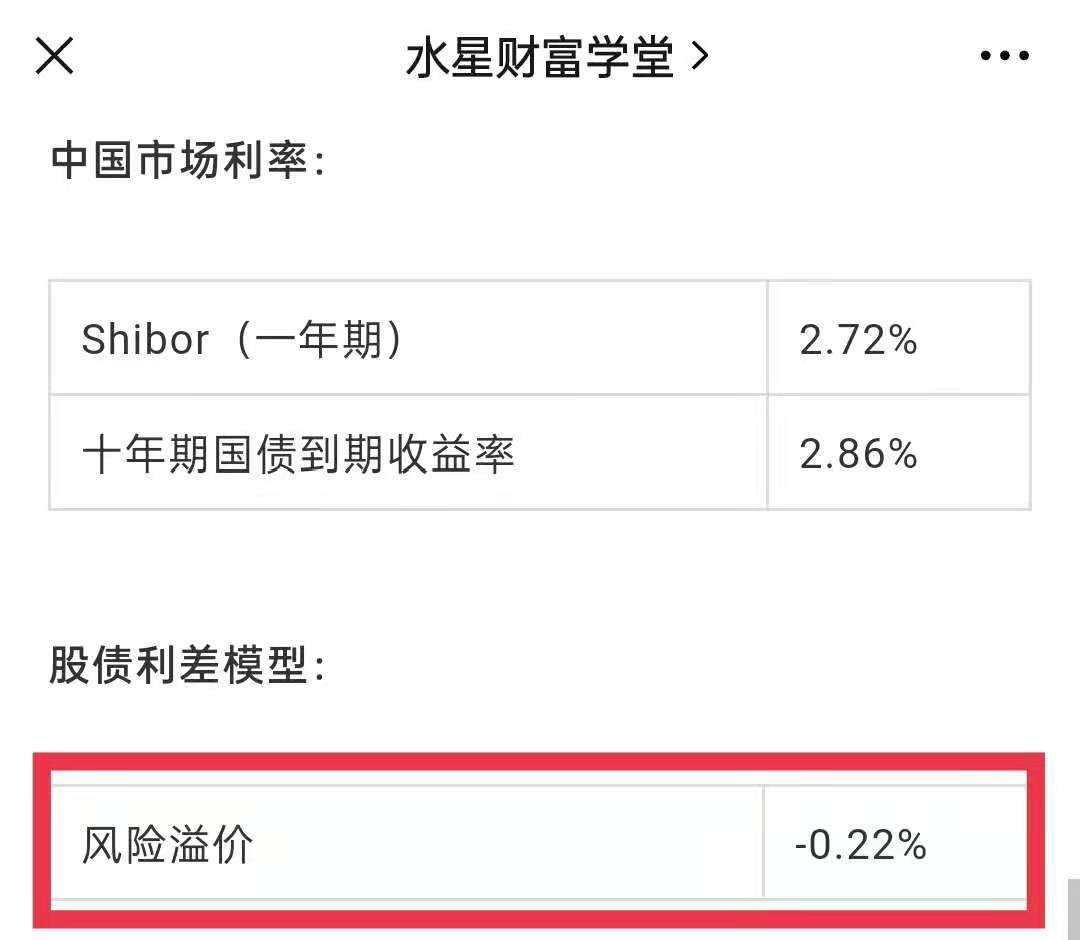 水星财富学堂
中国市场利率：
Shibor（一年期） 2.72%
十年期国债到期收益率 2.86%
股债利差模型：
风险溢价 -0.22%